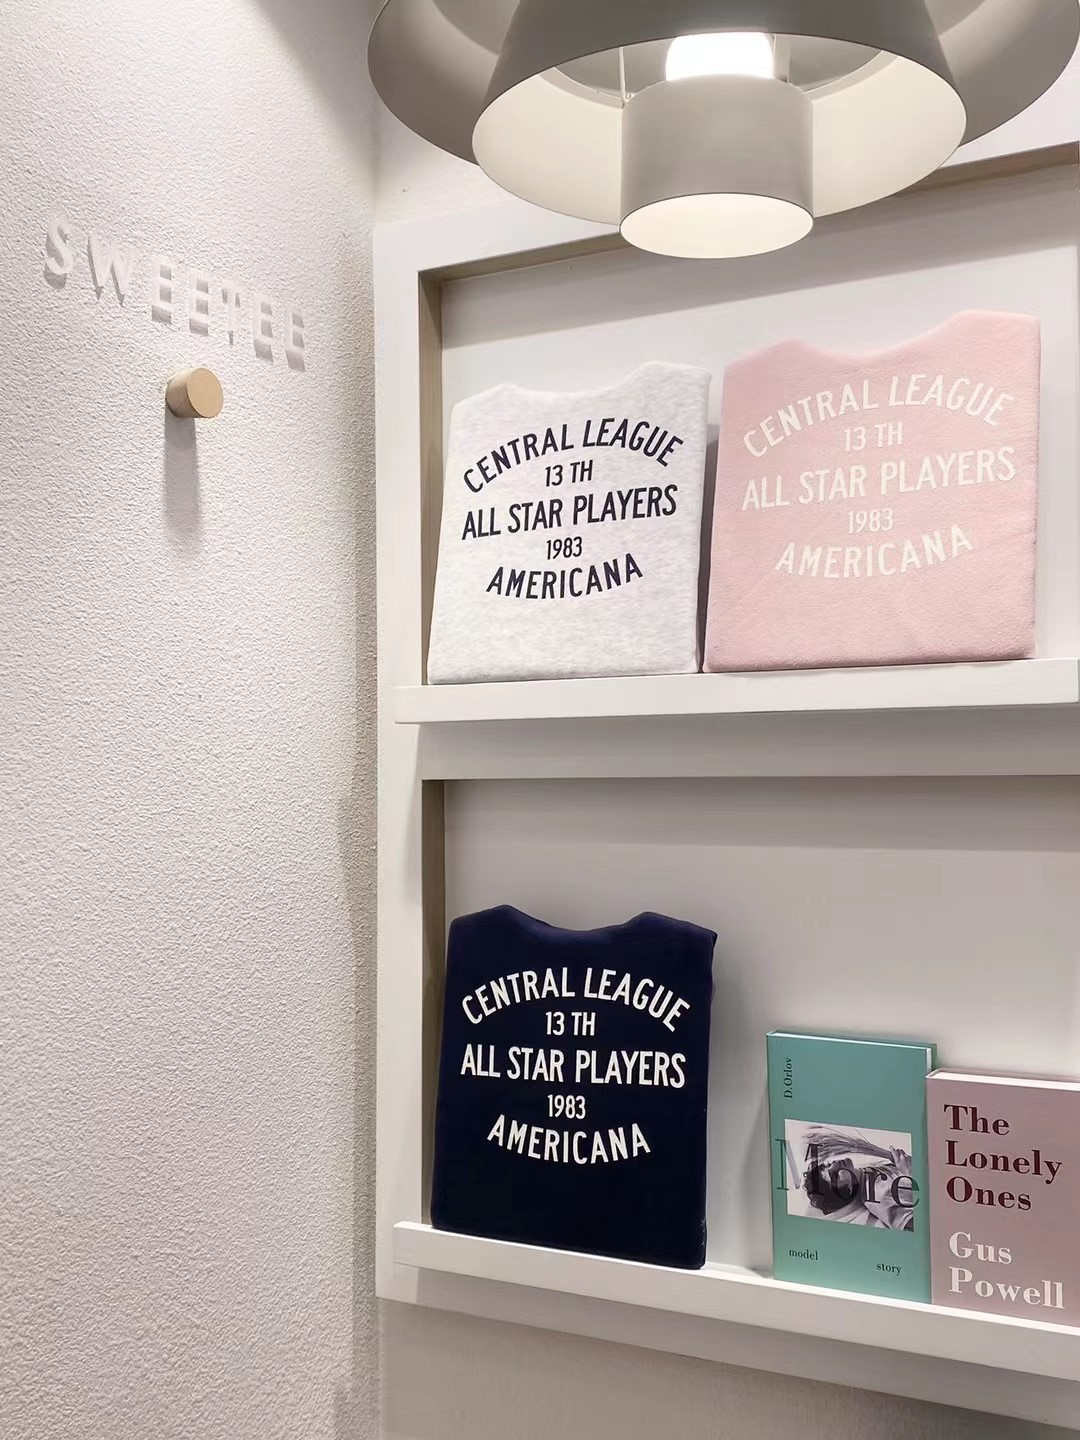 SWEETEE
CENTRAL LEAGUE
13 TH
ALL STAR PLAYERS
1983
AMERICANA
CENTRAL LEAGUE
13 TH
ALL STAR PLAYERS
1983
AMERICANA
CENTRAL LEAGUE
13 TH
ALL STAR PLAYERS
1983
AMERICANA
D.Orlov
More
model story
The
Lonely
Ones
Gus
Powell